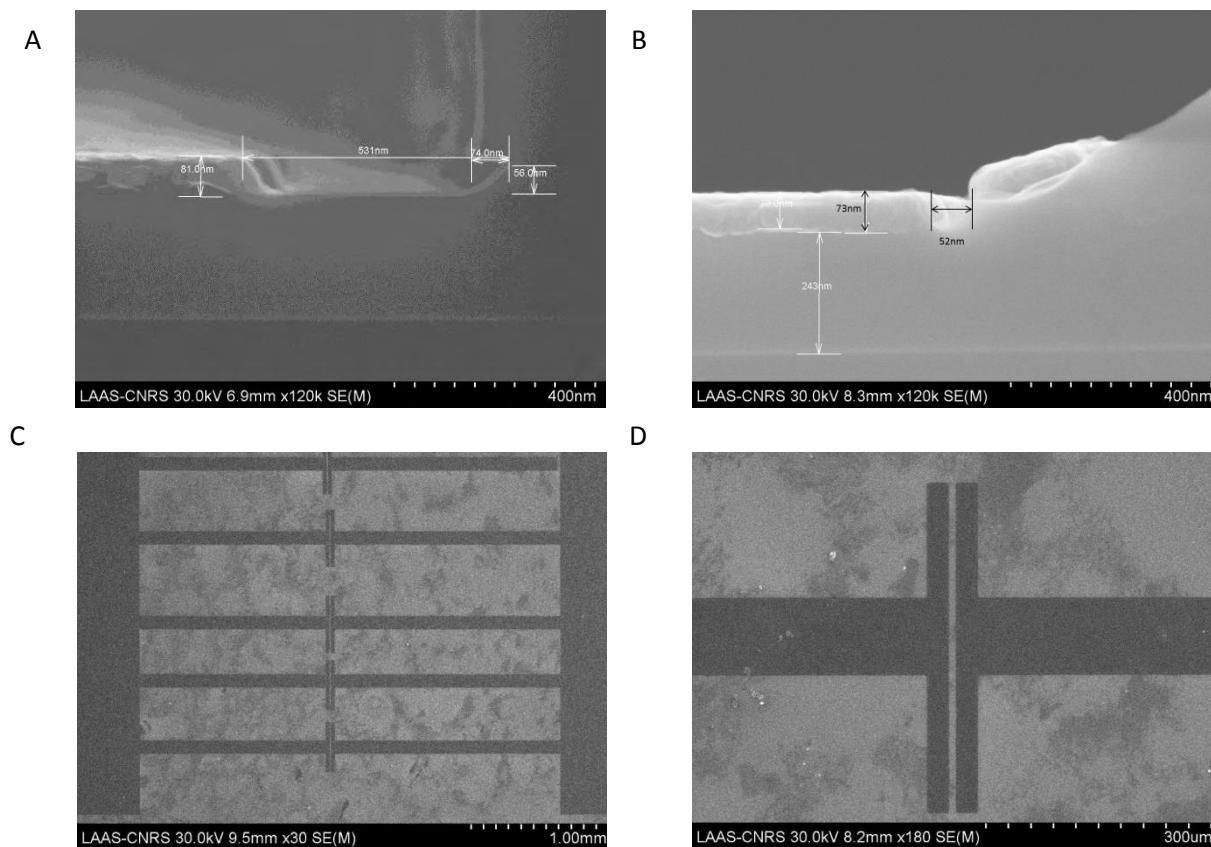 A
B
531nm
74.0nm
81.0nm
56.0nm
73nm
52nm
243nm
LAAS-CNRS 30.0kV 6.9mm x120k SE(M)
400nm
LAAS-CNRS 30.0kV 8.3mm x120k SE(M)
400nm
C
D
LAAS-CNRS 30.0kV 9.5mm x30 SE(M)
1.00mm
LAAS-CNRS 30.0kV 8.2mm x180 SE(M)
300um